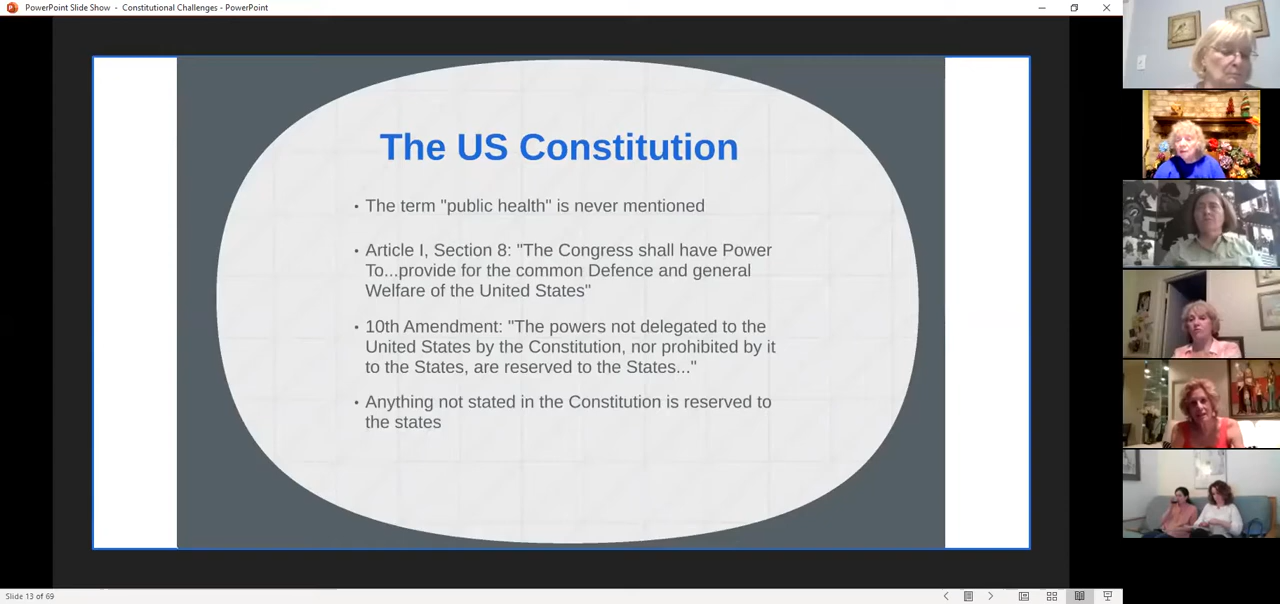 PowerPoint Slide Show - Constitutional Challenges - PowerPoint
The US Constitution
• The term "public health" is never mentioned
• Article I, Section 8: "The Congress shall have Power
To...provide for the common Defence and general
Welfare of the United States"
• 10th Amendment: "The powers not delegated to the
United States by the Constitution, nor prohibited by it
to the States, are reserved to the States..."
• Anything not stated in the Constitution is reserved to
the states
Slide 13 of 69